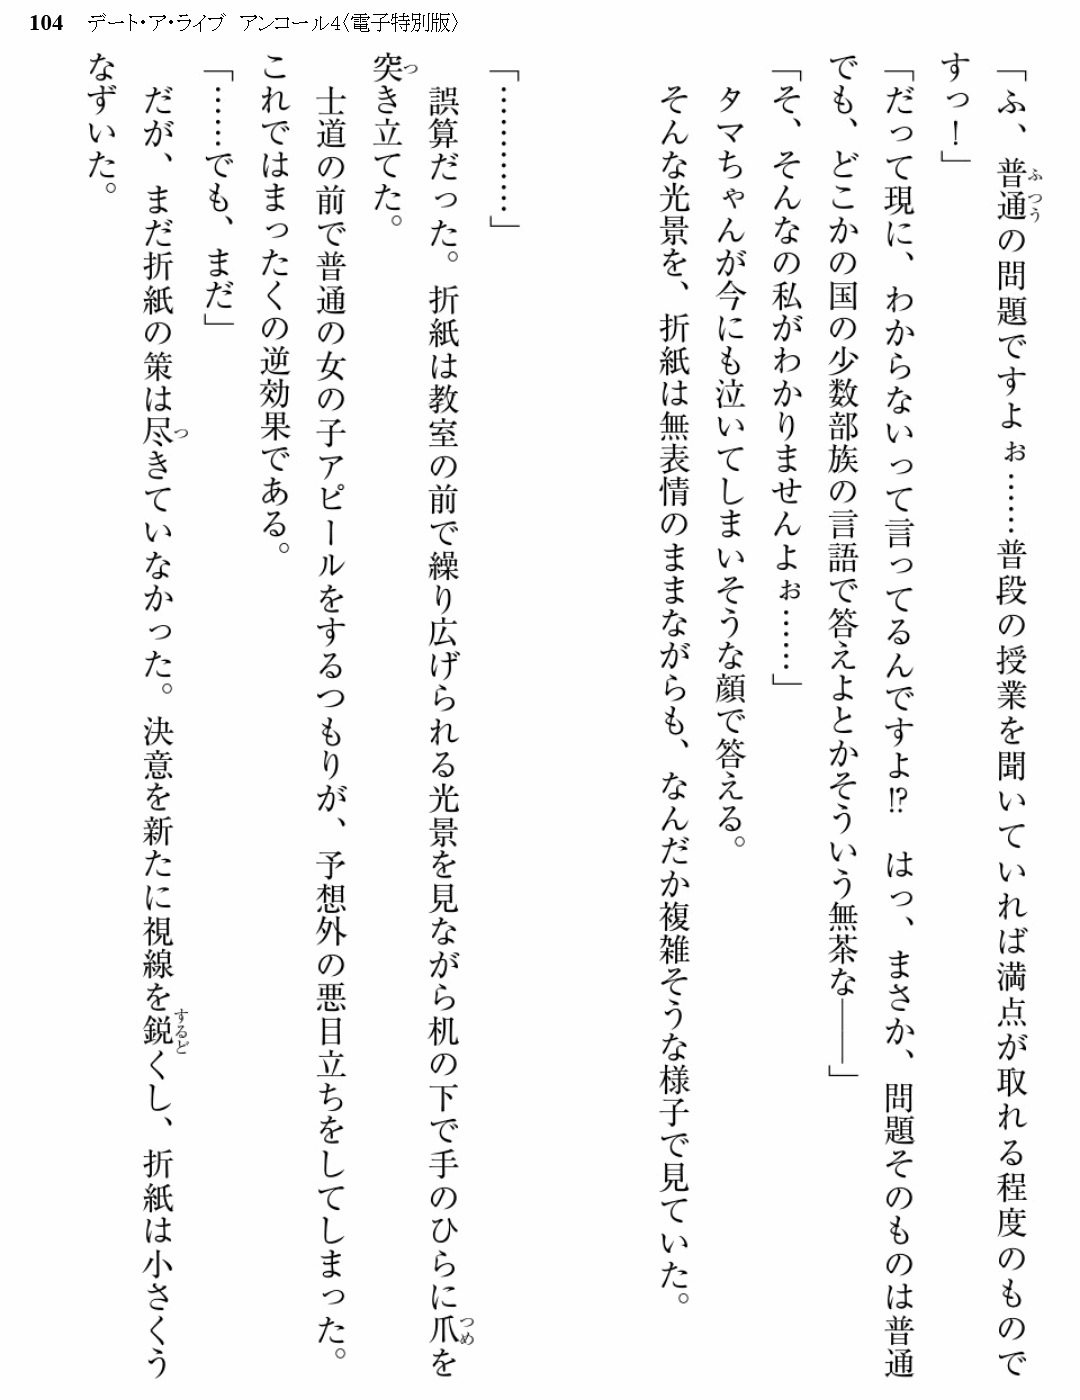 104 デート・ア・ライブ　アンコール4〈電子特別版〉
「ふ、普通の問題ですよぉ……普段の授業を聞いていれば満点が取れる程度のもので
すっ！」
「だって現に、わからないって言ってるんですよ!?　はっ、まさか、問題そのものは普通
でも、どこかの国の少数部族の言語で答えよとかそういう無茶な――」
「そ、そんなの私がわかりませんよぉ……」
タマちゃんが今にも泣いてしまいそうな顔で答える。
そんな光景を、折紙は無表情のままながらも、なんだか複雑そうな様子で見ていた。
「…………」
誤算だった。折紙は教室の前で繰り広げられる光景を見ながら机の下で手のひらに爪を
突き立てた。
士道の前で普通の女の子アピールをするつもりが、予想外の悪目立ちをしてしまった。
これではまったくの逆効果である。
「……でも、まだ」
だが、まだ折紙の策は尽きていなかった。決意を新たに視線を鋭くし、折紙は小さくう
なずいた。